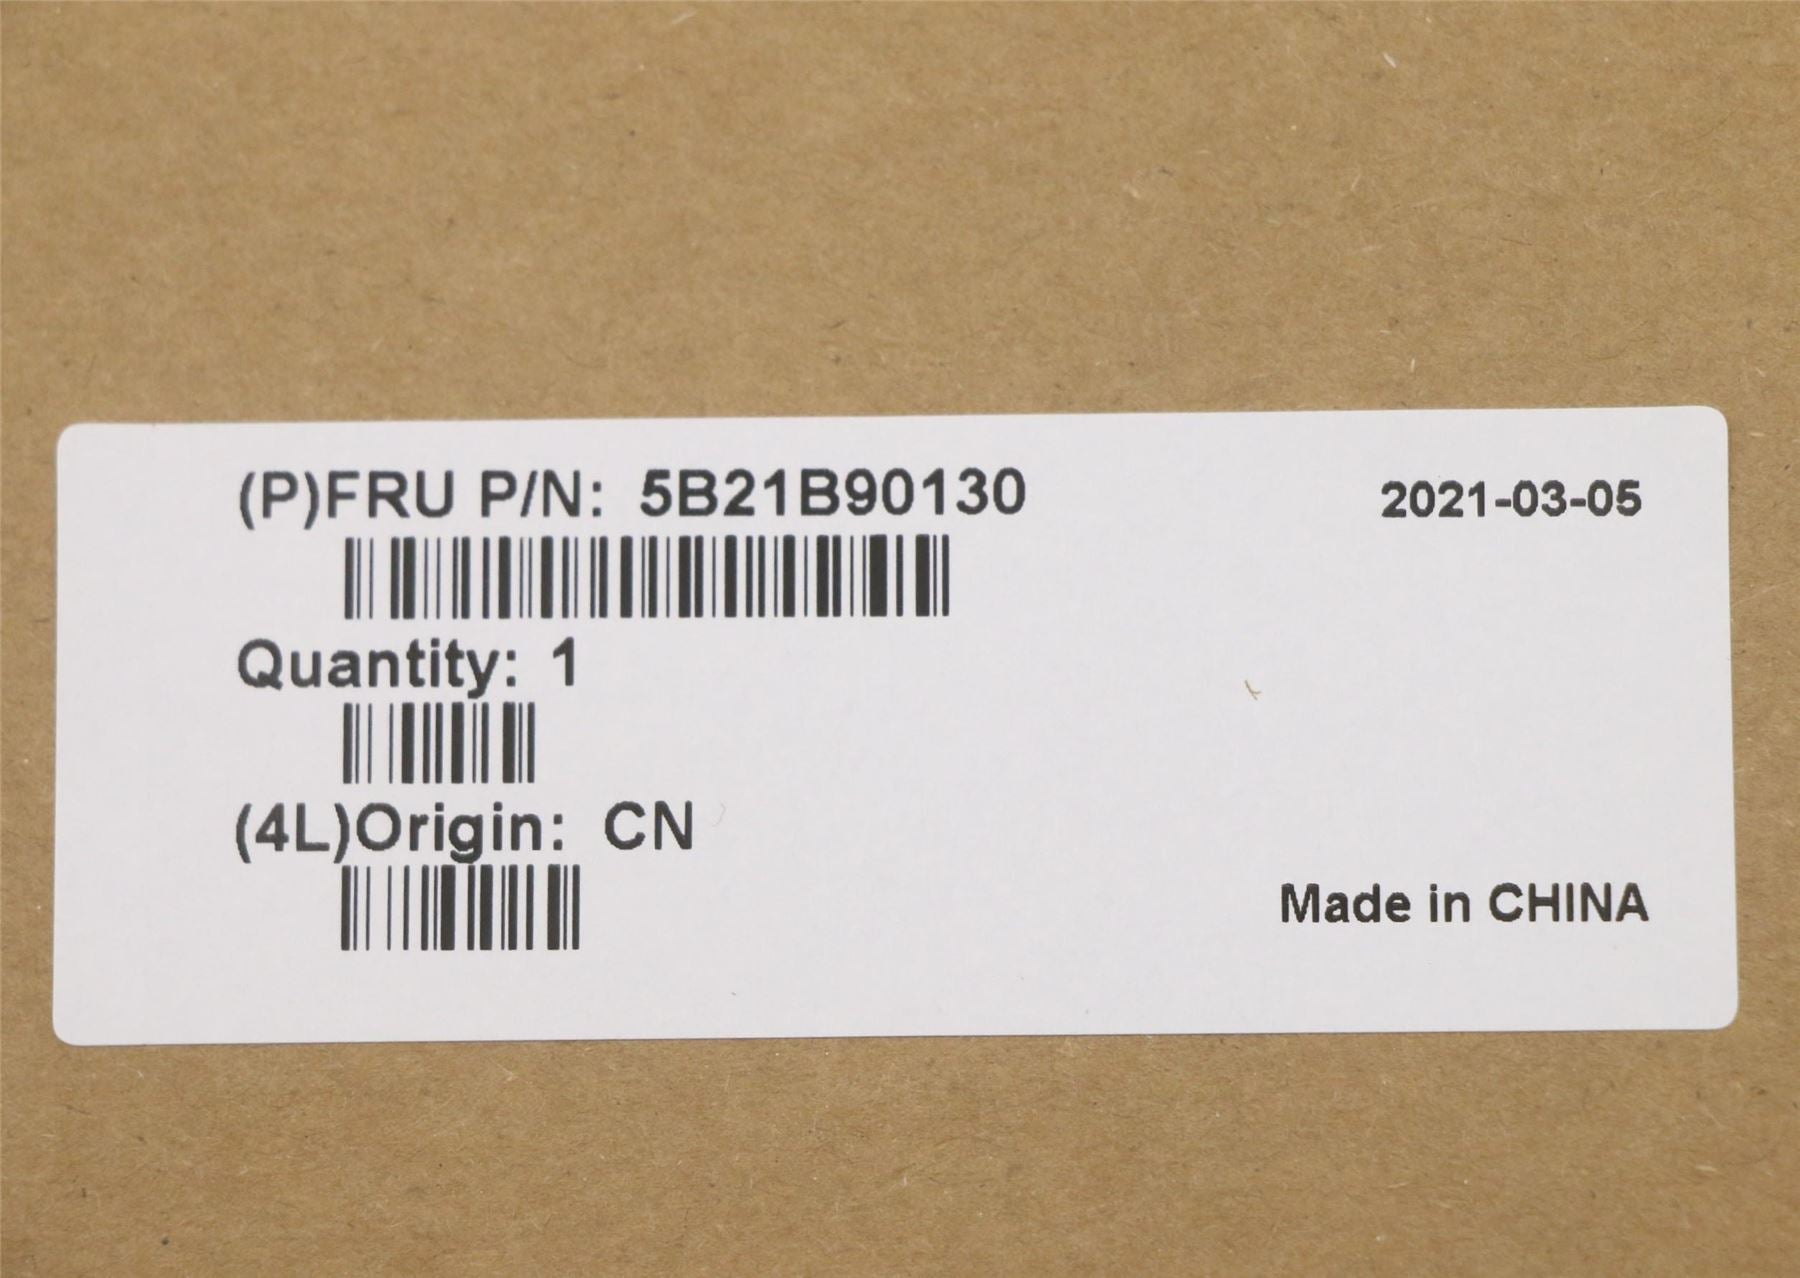 (P)FRU P/N: 5B21B90130
2021-03-05
Quantity: 1
(4L)Origin: CN
Made in CHINA